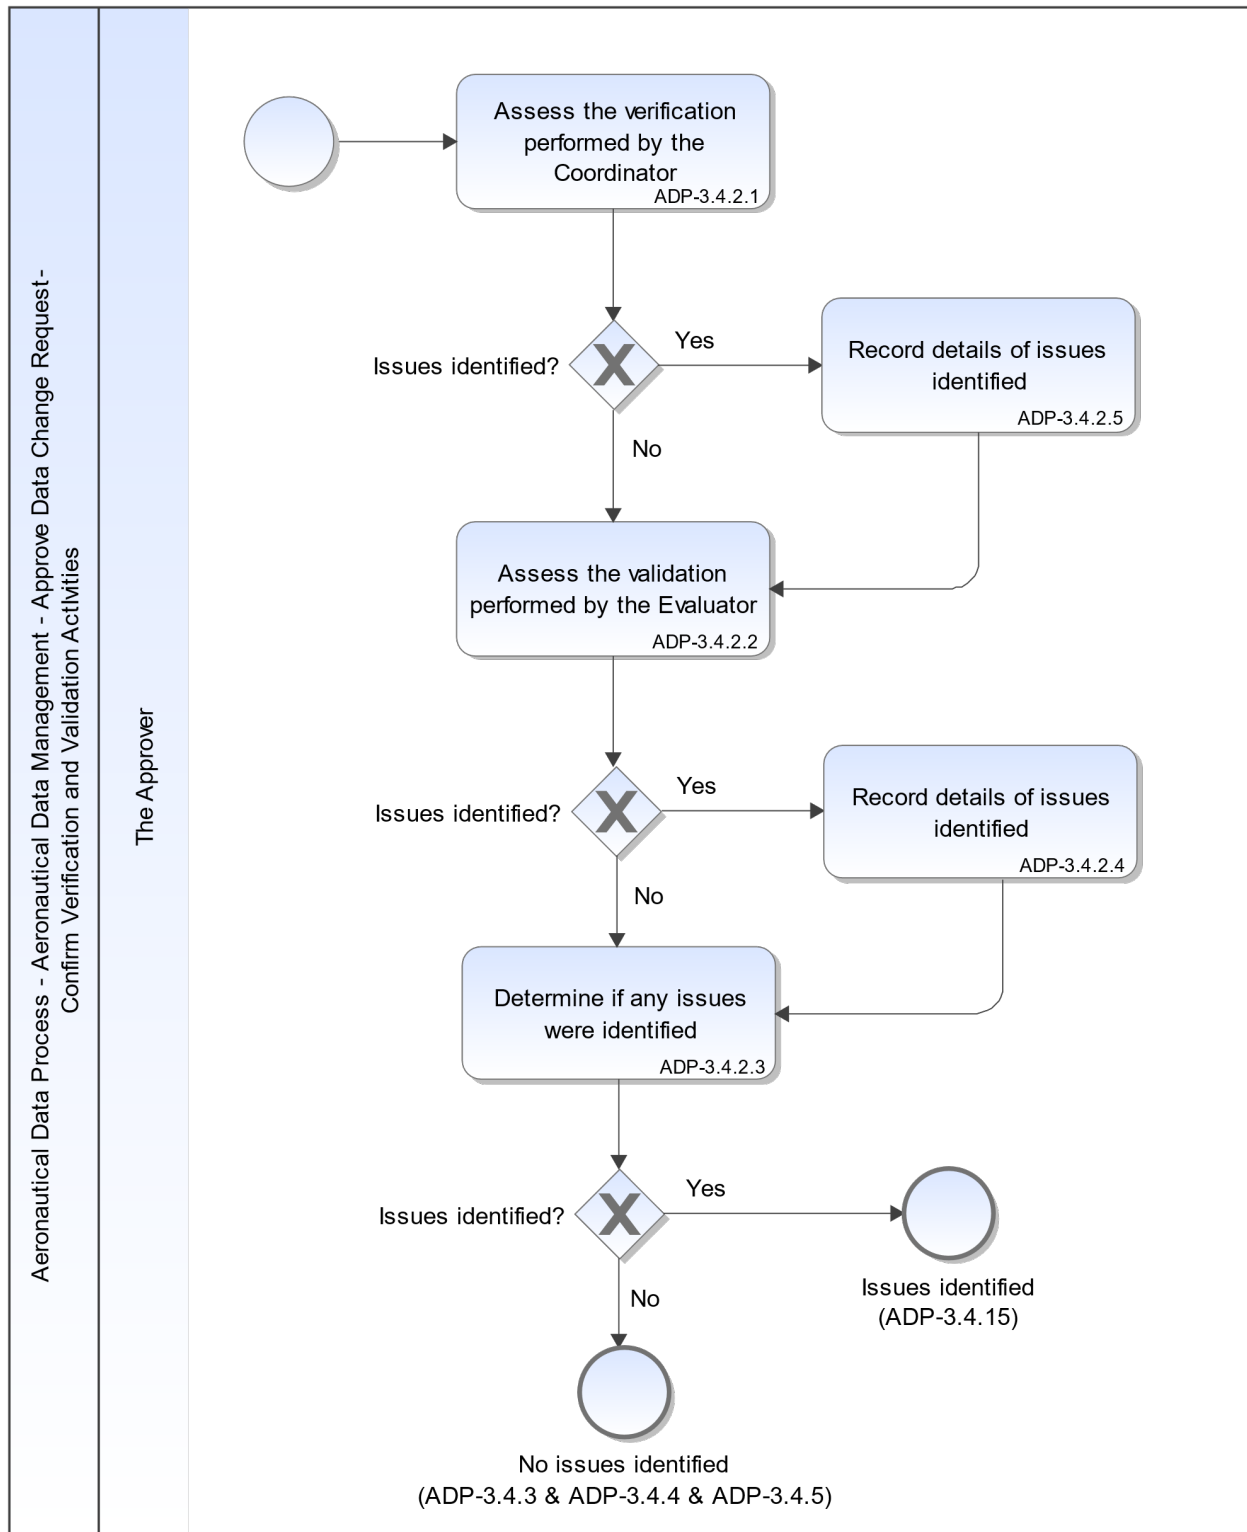 Aeronautical Data Process - Aeronautical Data Management - Approve Data Change Request-
Confirm Verification and Validation Activities
The Approver
Assess the verification
performed by the
Coordinator
ADP-3.4.2.1
Issues identified?
X
Yes
Record details of issues
identified
ADP-3.4.2.5
No
Assess the validation
performed by the Evaluator
ADP-3.4.2.2
Issues identified?
X
Yes
Record details of issues
identified
ADP-3.4.2.4
No
Determine if any issues
were identified
ADP-3.4.2.3
Issues identified?
X
Yes
Issues identified
(ADP-3.4.15)
No
No issues identified
(ADP-3.4.3 & ADP-3.4.4 & ADP-3.4.5)